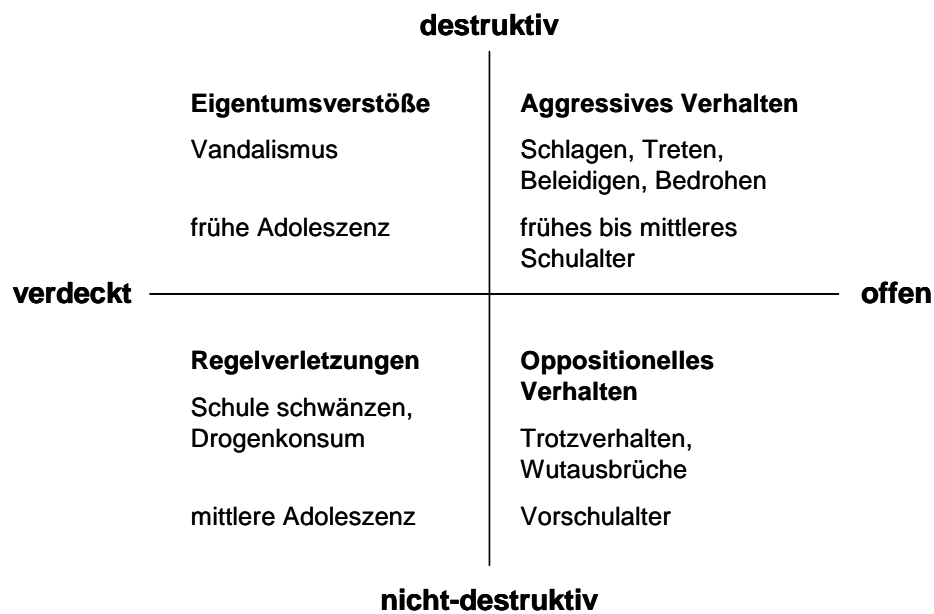 destruktiv
Eigentumsverstöße
Vandalismus
frühe Adoleszenz
Aggressives Verhalten
Schlagen, Treten,
Beleidigen, Bedrohen
frühes bis mittleres
Schulalter
verdeckt
offen
Regelverletzungen
Schule schwänzen,
Drogenkonsum
mittlere Adoleszenz
Oppositionelles
Verhalten
Trotzverhalten,
Wutausbrüche
Vorschulalter
nicht-destruktiv